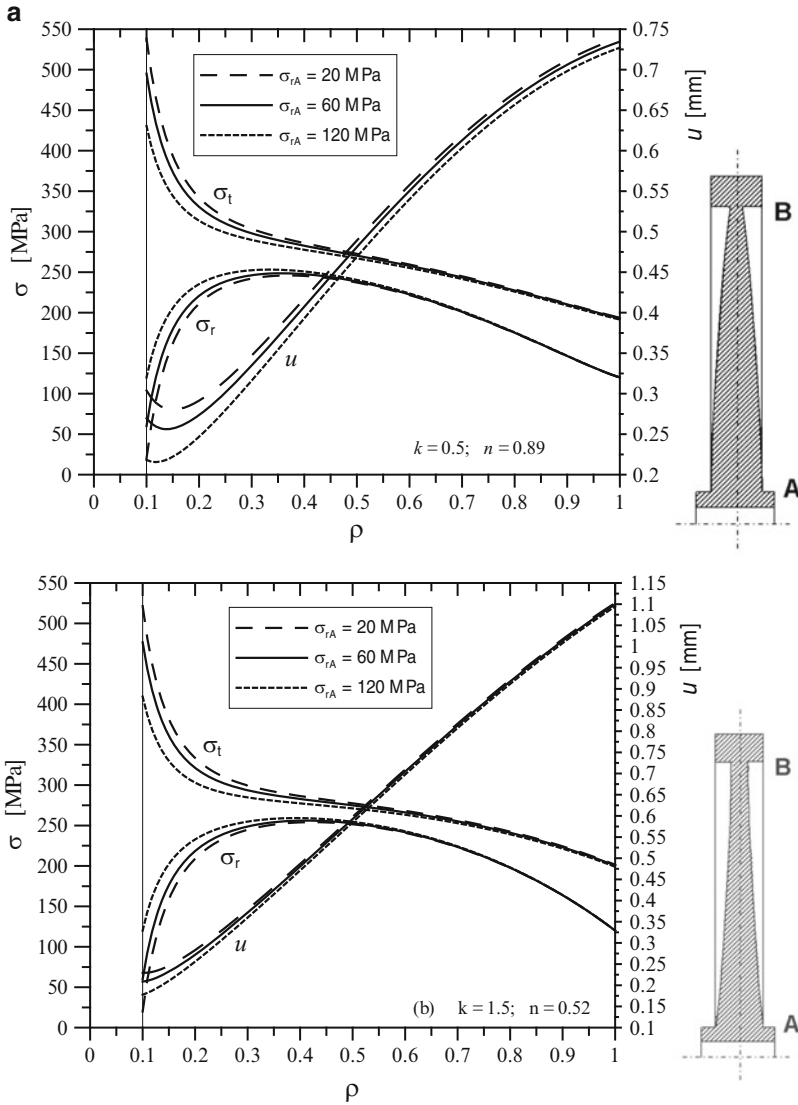 a
550
500
450
400
350
300
250
200
150
100
50
0
σ [MPa]
σrA = 20 MPa
σrA = 60 MPa
σrA = 120 MPa
σt
σr
u
k = 0.5; n = 0.89
0.75
0.7
0.65
0.6
0.55
0.5
0.45
0.4
0.35
0.3
0.25
0.2
u [mm]
0 0.1 0.2 0.3 0.4 0.5 0.6 0.7 0.8 0.9 1
ρ
B
A
550
500
450
400
350
300
250
200
150
100
50
0
σ [MPa]
σrA = 20 MPa
σrA = 60 MPa
σrA = 120 MPa
σt
σr
u
(b) k = 1.5; n = 0.52
1.15
1.1
1.05
1
0.95
0.9
0.85
0.8
0.75
0.7
0.65
0.6
0.55
0.5
0.45
0.4
0.35
0.3
0.25
0.2
0.15
0.1
u [mm]
0 0.1 0.2 0.3 0.4 0.5 0.6 0.7 0.8 0.9 1
ρ
B
A